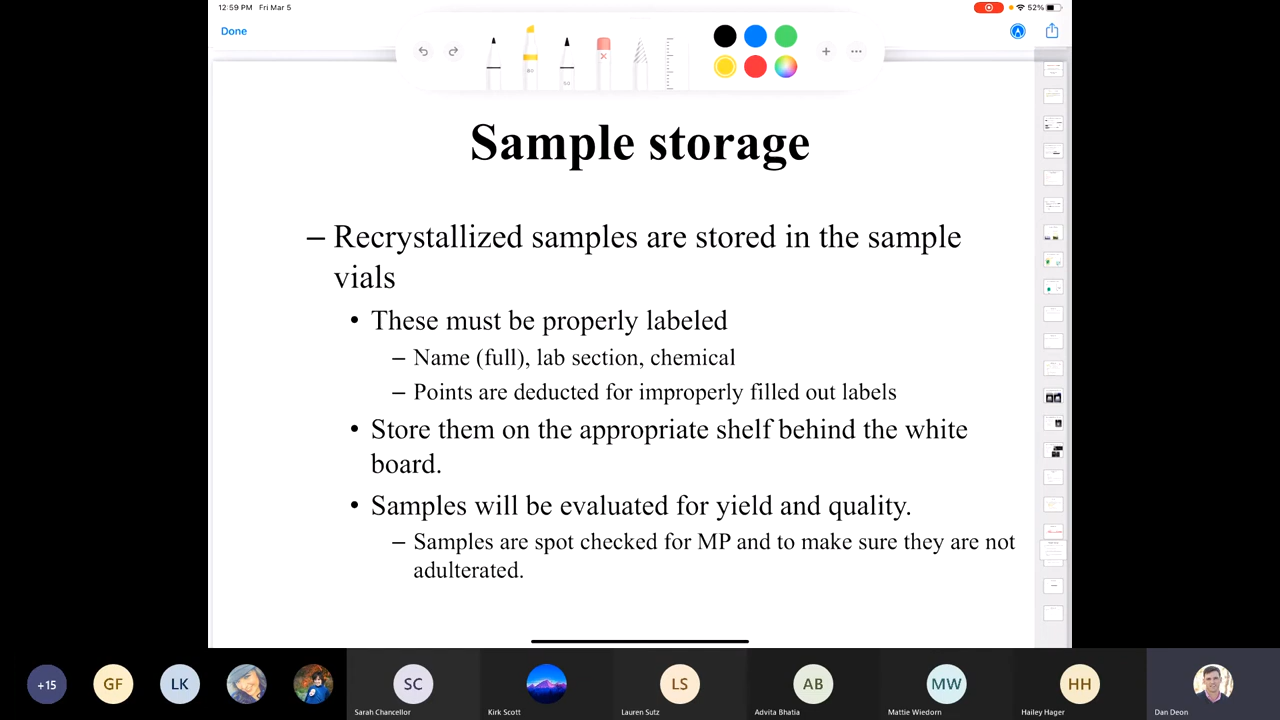 12:59 PM Fri Mar 5
52%
Done
80
50
Sample storage
– Recrystallized samples are stored in the sample
vials
• These must be properly labeled
– Name (full), lab section, chemical
– Points are deducted for improperly filled out labels
• Store them on the appropriate shelf behind the white
board.
• Samples will be evaluated for yield and quality.
– Samples are spot checked for MP and to make sure they are not
adulterated.
+15
GF
LK
SC
LS
AB
MW
HH
Sarah Chancellor
Kirk Scott
Lauren Sutz
Advita Bhatia
Mattie Wiedorn
Hailey Hager
Dan Deon